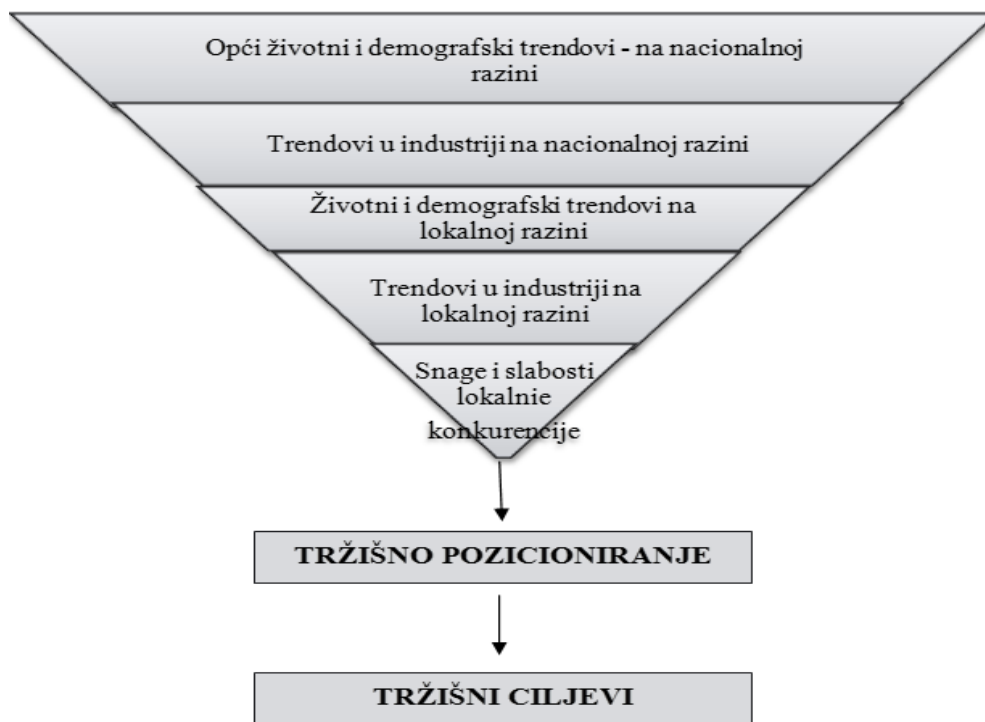 Opći životni i demografski trendovi - na nacionalnoj
razini
Trendovi u industriji na nacionalnoj razini
Životni i demografski trendovi na
lokalnoj razini
Trendovi u industriji na
lokalnoj razini
Snage i slabosti
lokalnie
konkurencije
TRŽIŠNO POZICIONIRANJE
TRŽIŠNI CILJEVI